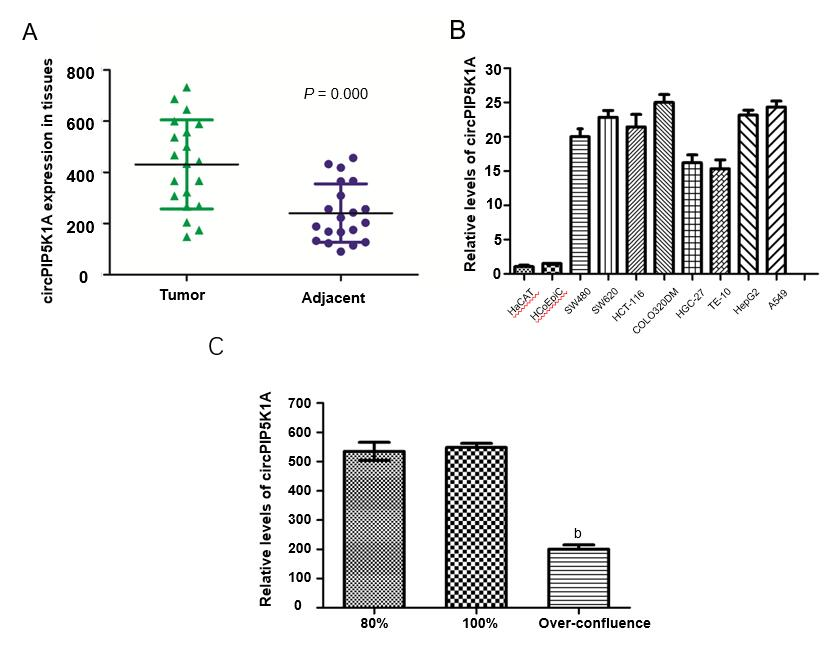 A
circPIP5K1A expression in tissues
800
600
400
200
0
P = 0.000
Tumor
Adjacent
B
Relative levels of circPIP5K1A
30
25
20
15
10
5
0
HaCAT
HCoEpiC
SW480
SW620
HCT-116
COLO320DM
HGC-27
TE-10
HepG2
A549
C
Relative levels of circPIP5K1A
700
600
500
400
300
200
100
0
b
80%
100%
Over-confluence